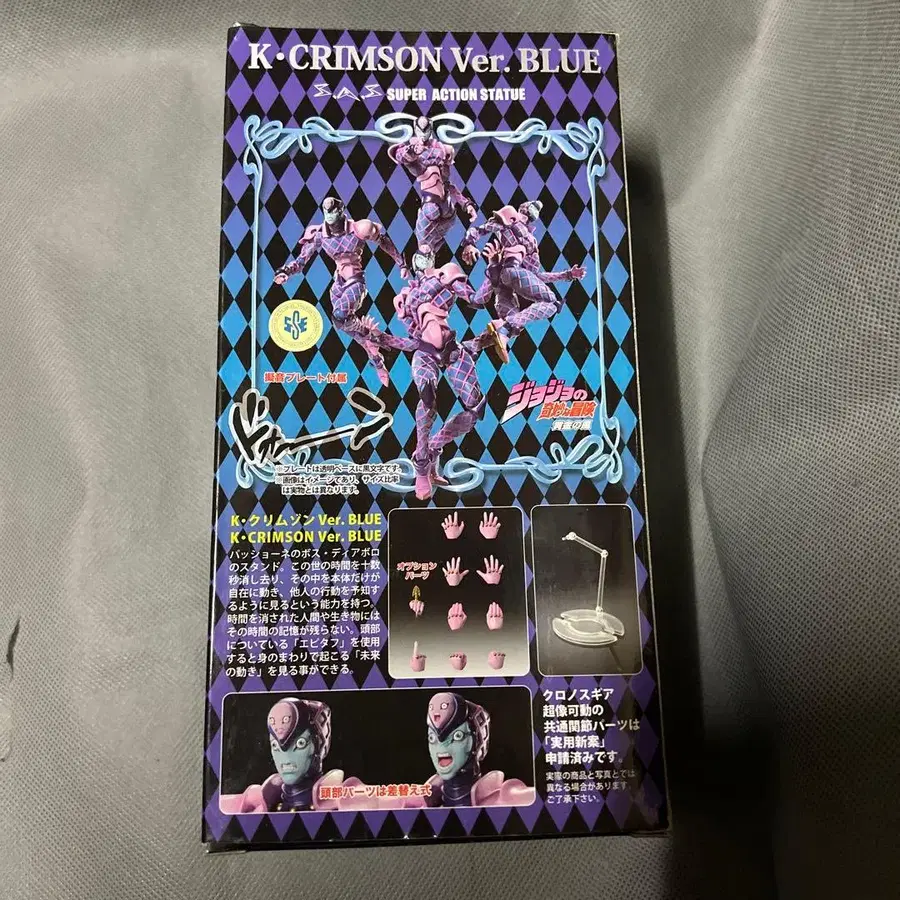 K・CRIMSON Ver. BLUE
S.A.S SUPER ACTION STATUE
擬音プレート付属
ドォーーン
※プレートは透明ベースに黒文字です。
※画像はイメージであり、サイズ比率
は実物とは異なります。
ジョジョの
奇妙な冒険
黄金の風
K・クリムゾン Ver. BLUE
K・CRIMSON Ver. BLUE
パッショーネのボス・ディアボロ
のスタンド。この世の時間を十数
秒消し去り、その中を本体だけが
自在に動き、他人の行動を予知す
るように見るという能力を持つ。
時間を消された人間や生き物には
その時間の記憶が残らない。頭部
についている「エピタフ」を使用
すると身のまわりで起こる「未来
の動き」を見る事ができる。
オプション
パーツ
クロノスギア
超像可動の
共通関節パーツは
「実用新案」
申請済みです。
実際の商品と写真とでは
異なる場合があります。
ご了承下さい。
頭部パーツは差替え式